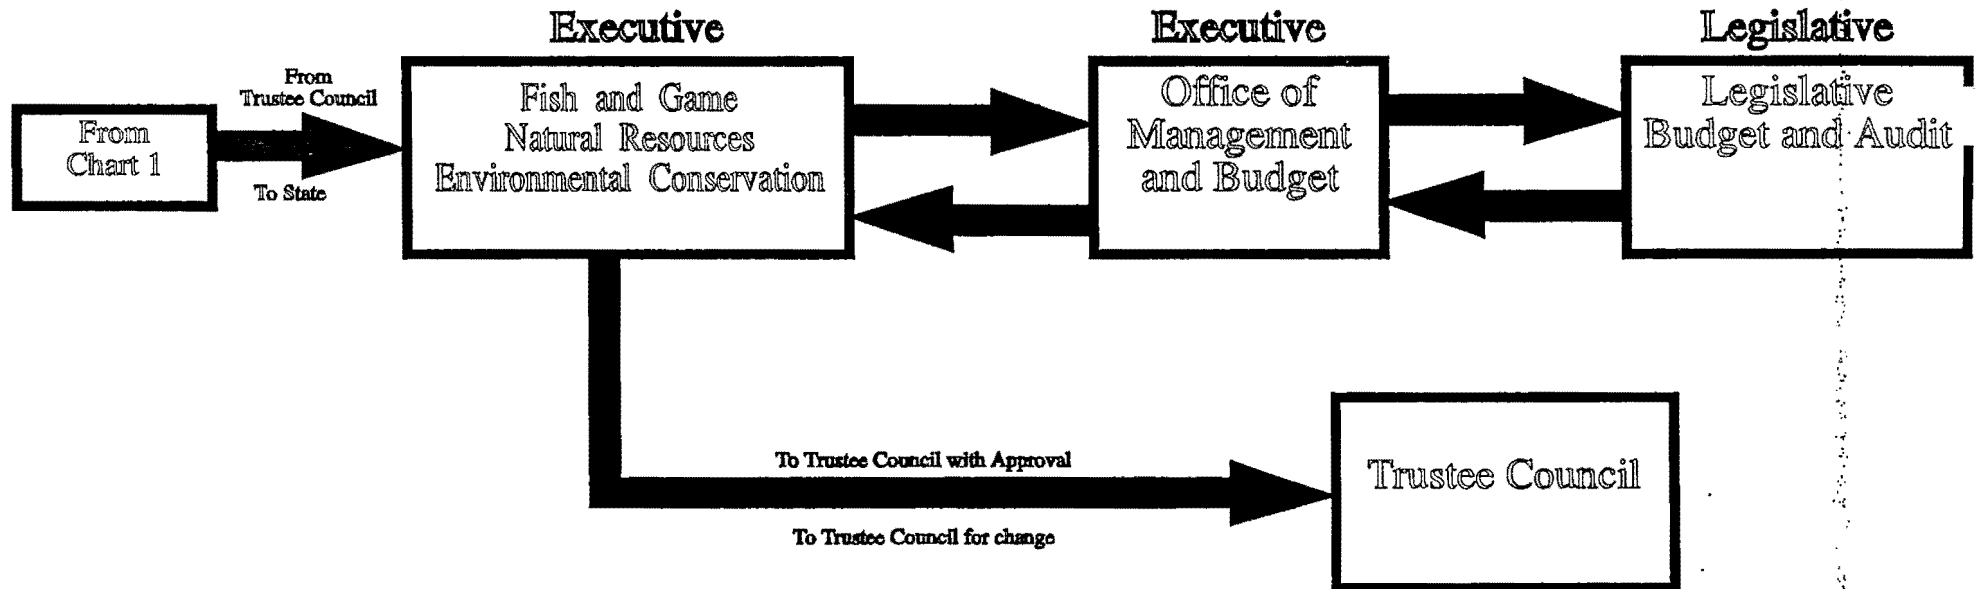 Executive
Executive
Legislative
From
Trustee Council
To State
From
Chart 1
Fish and Game
Natural Resources
Environmental Conservation
Office of
Management
and Budget
Legislative
Budget and Audit
To Trustee Council with Approval
To Trustee Council for change
Trustee Council